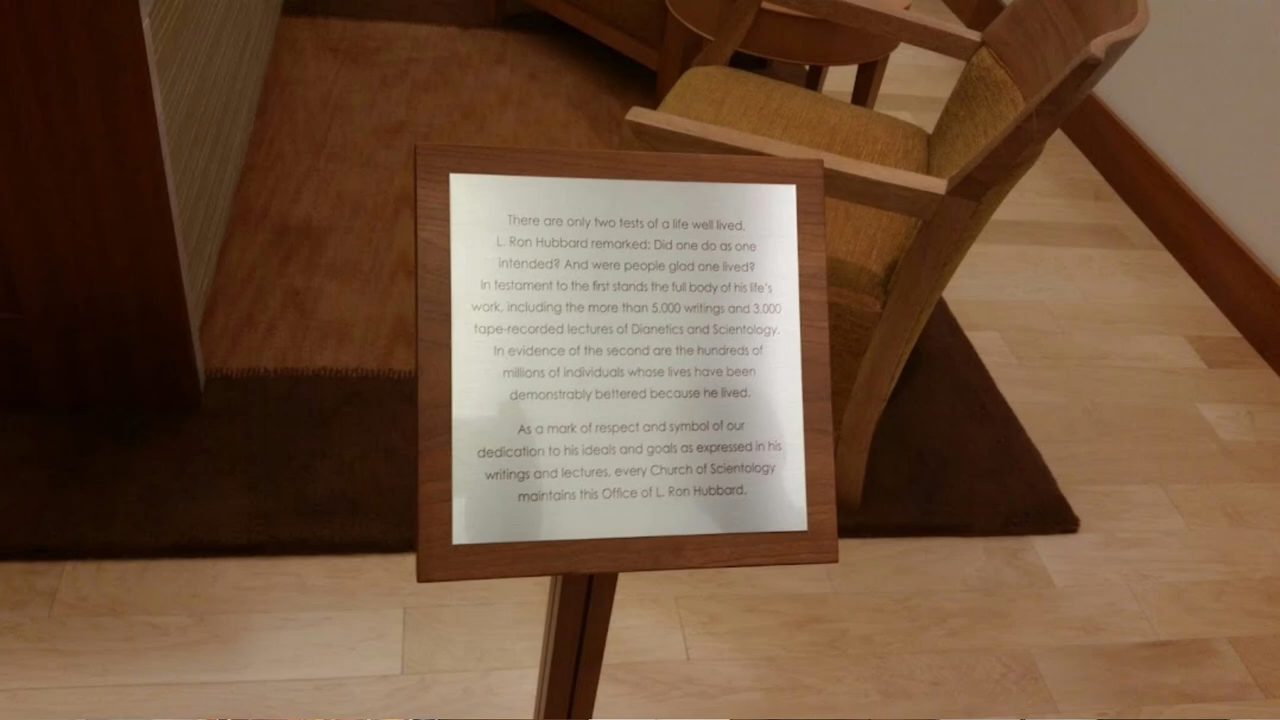 There are only two tests of a life well lived,
L. Ron Hubbard remarked: Did one do as one
intended? And were people glad one lived?
In testament to the first stands the full body of his life's
work, including the more than 5,000 writings and 3,000
tape-recorded lectures of Dianetics and Scientology.
In evidence of the second are the hundreds of
millions of individuals whose lives have been
demonstrably bettered because he lived.
As a mark of respect and symbol of our
dedication to his ideals and goals as expressed in his
writings and lectures, every Church of Scientology
maintains this Office of L. Ron Hubbard.